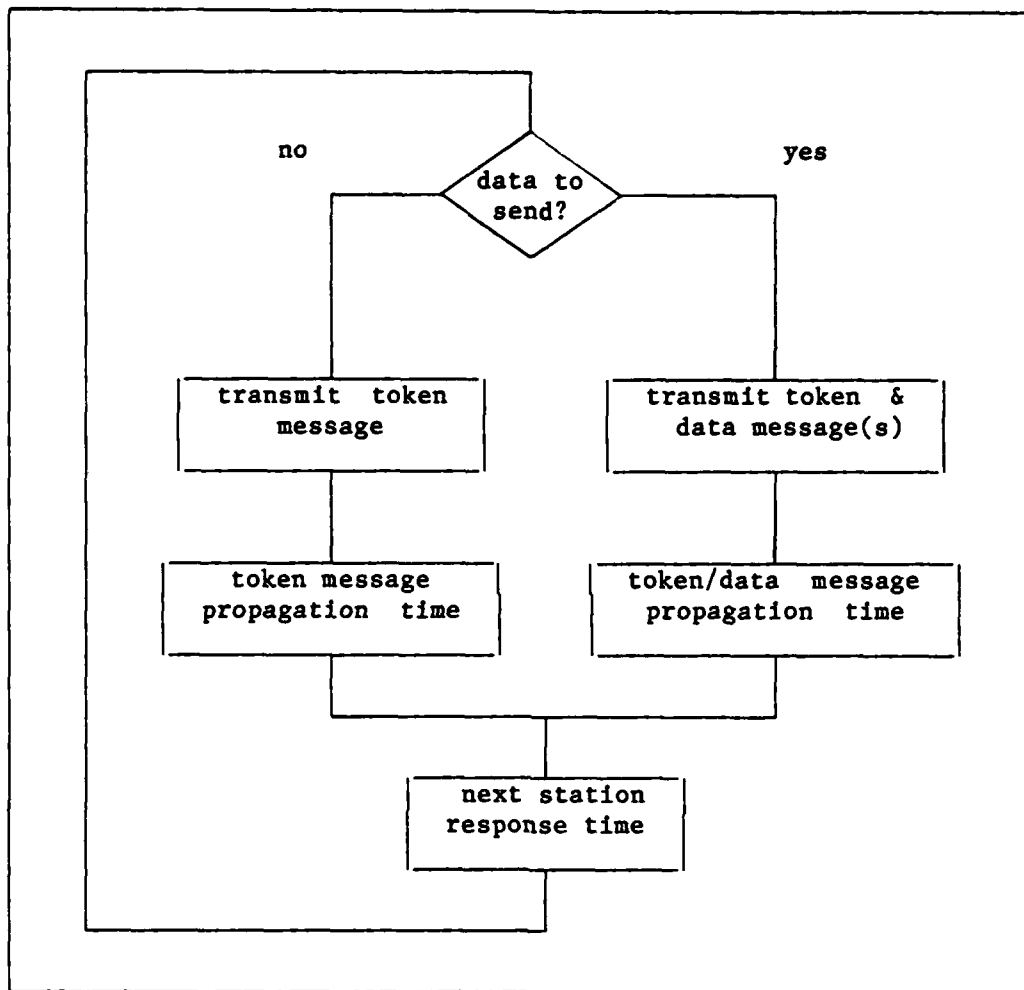 no
yes
data to
send?
transmit token
message
transmit token &
data message(s)
token message
propagation time
token/data message
propagation time
next station
response time